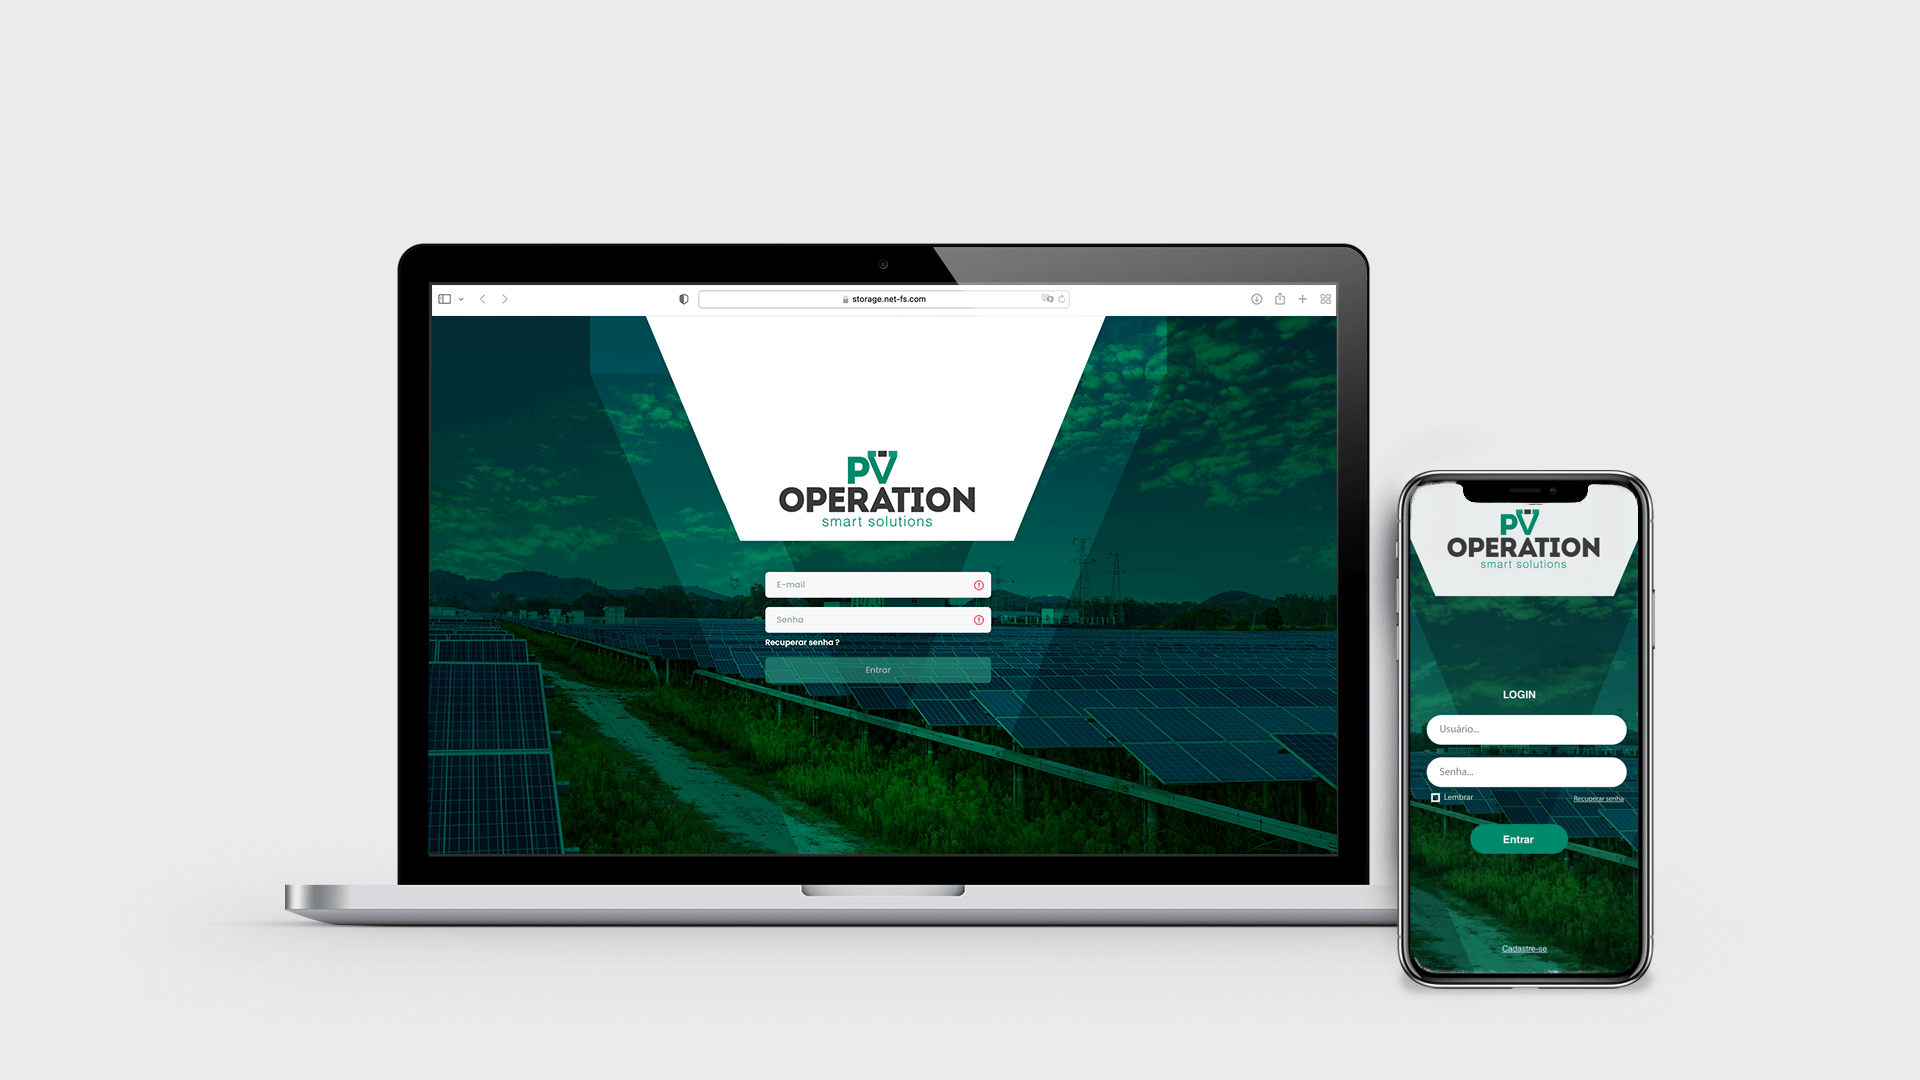 storage.net-fs.com
PV
OPERATION
smart solutions
E-mail
Senha
Recuperar senha ?
Entrar
PV
OPERATION
smart solutions
LOGIN
Usuário...
Senha...
Lembrar
Recuperar senha
Entrar
Cadastre-se